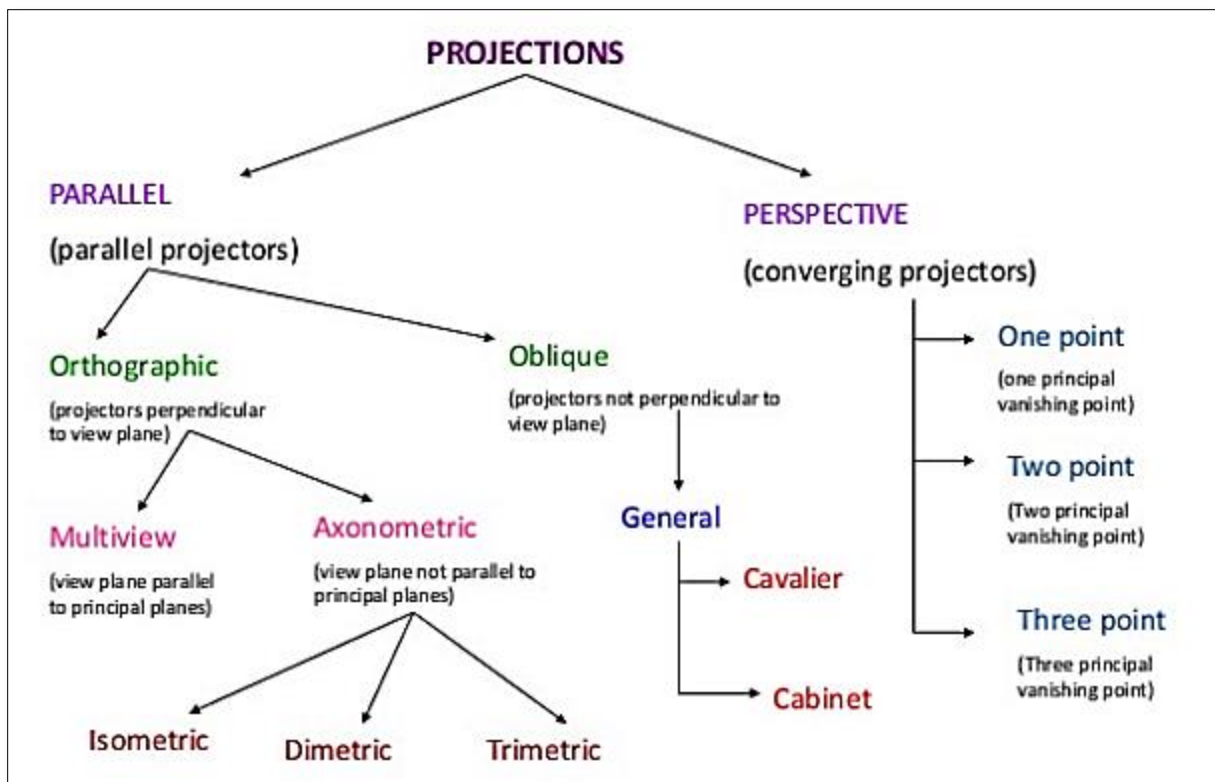 PROJECTIONS
PARALLEL
(parallel projectors)
PERSPECTIVE
(converging projectors)
Orthographic
(projectors perpendicular
to view plane)
Oblique
(projectors not perpendicular to
view plane)
One point
(one principal
vanishing point)
Two point
(Two principal
vanishing point)
Three point
(Three principal
vanishing point)
Multiview
(view plane parallel
to principal planes)
Axonometric
(view plane not parallel to
principal planes)
General
Cavalier
Cabinet
Isometric
Dimetric
Trimetric